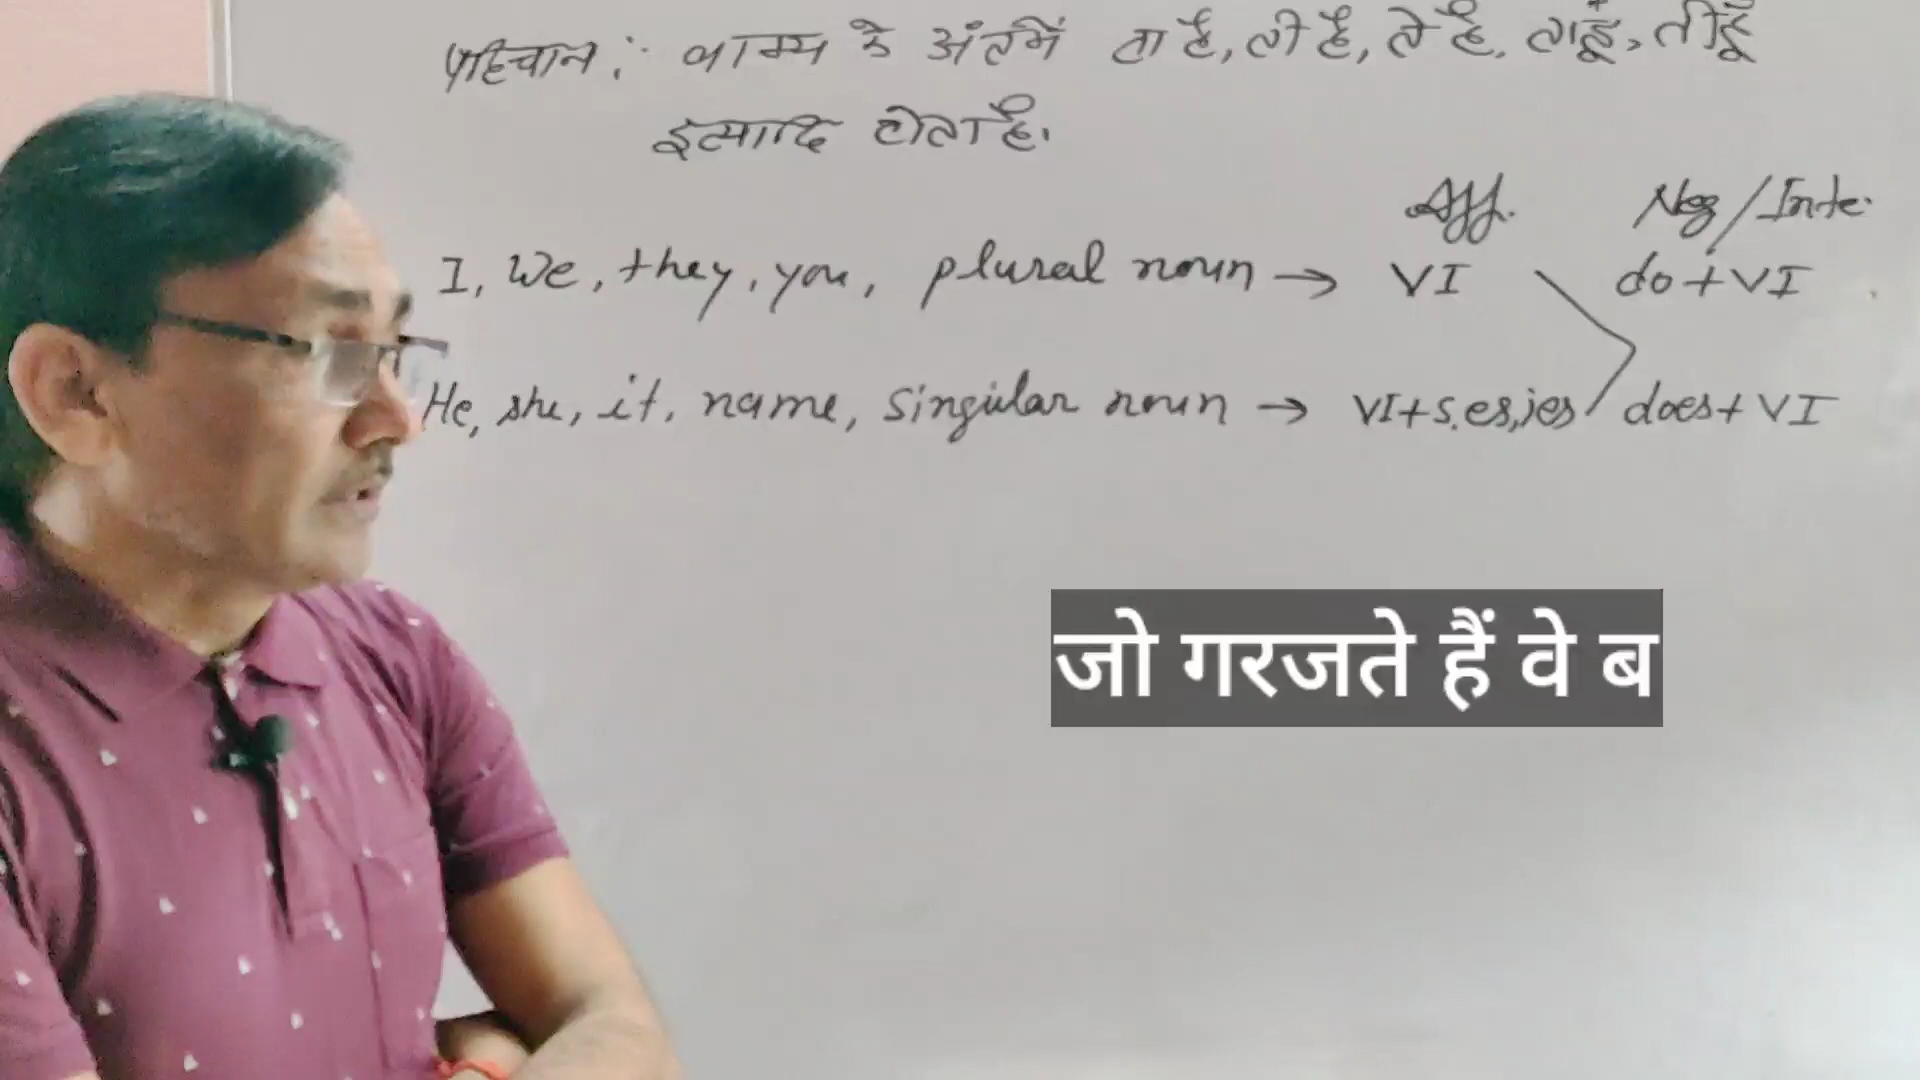 पहिचान :- वाक्य के अंतमें ता है, ती है, ते है, ता हूँ, ती हूँ
इत्यादि होता है.
Aff. Neg/Inte.
I, We, they, you, plural noun → VI do+VI
He, she, it, name, Singular noun → VI+s,es,ies does+VI
जो गरजते हैं वे ब